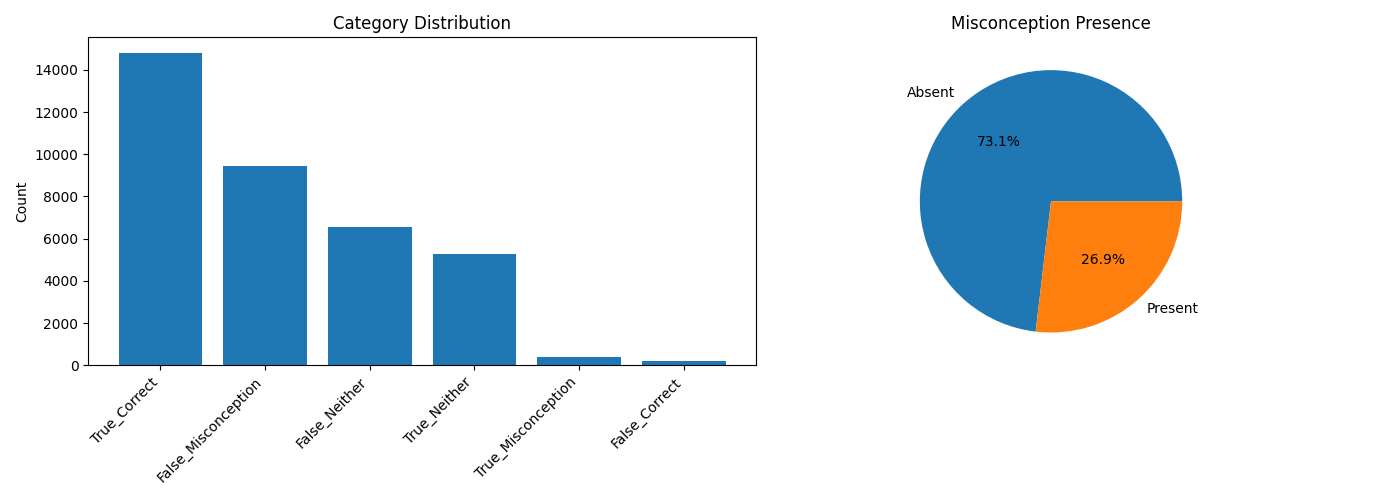 Category Distribution
Count
14000
12000
10000
8000
6000
4000
2000
0
True_Correct
False_Misconception
False_Neither
True_Neither
True_Misconception
False_Correct
Misconception Presence
Absent
73.1%
26.9%
Present